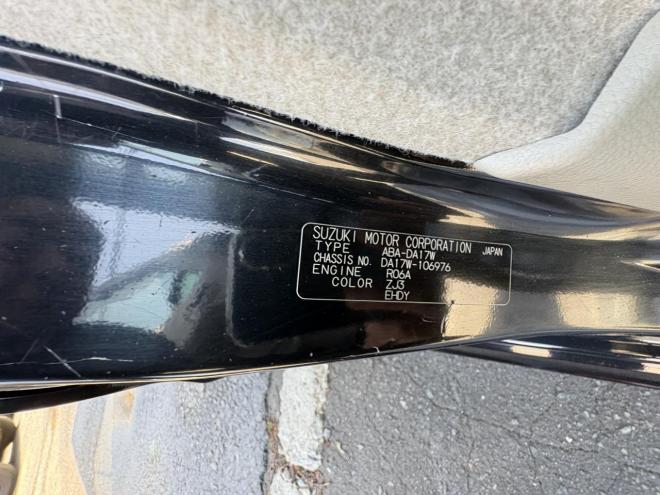 SUZUKI MOTOR CORPORATION JAPAN
TYPE ABA-DA17W
CHASSIS NO. DA17W-106976
ENGINE R06A
COLOR ZJ3
EHDY